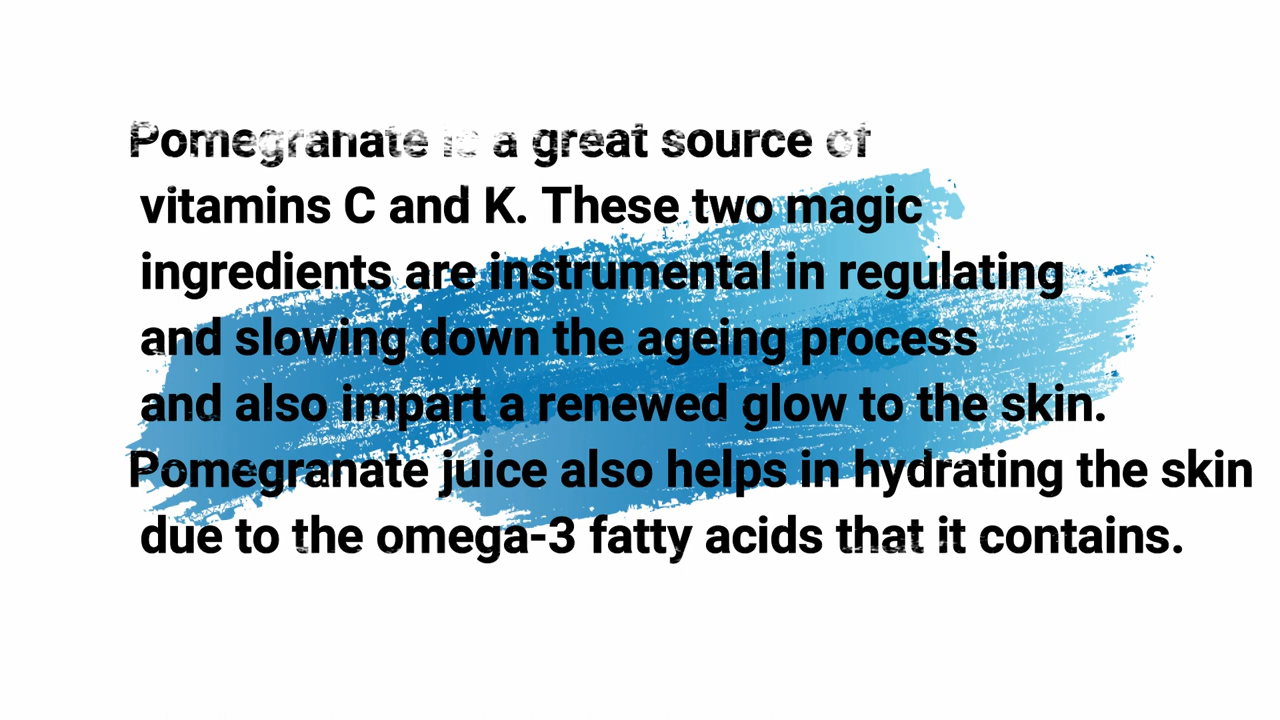 Pomegranate is a great source of
vitamins C and K. These two magic
ingredients are instrumental in regulating
and slowing down the ageing process
and also impart a renewed glow to the skin.
Pomegranate juice also helps in hydrating the skin
due to the omega-3 fatty acids that it contains.